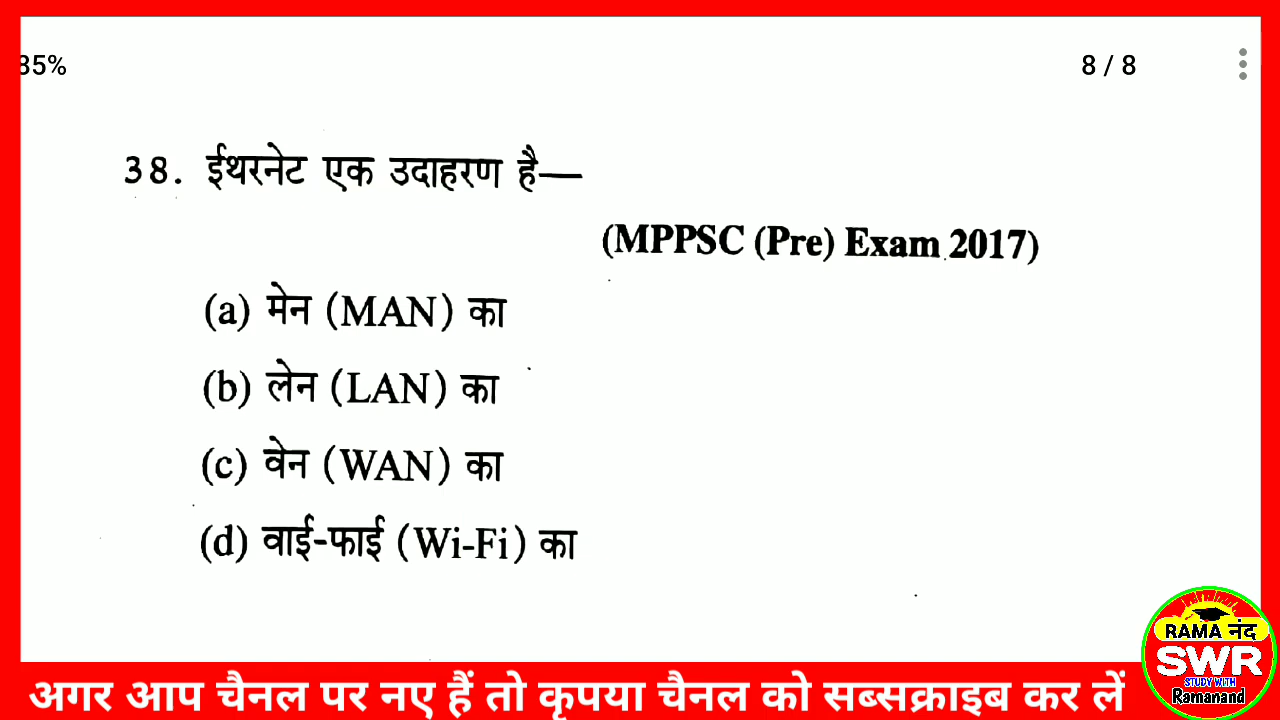 35%
8 / 8
38. ईथरनेट एक उदाहरण है—
(MPPSC (Pre) Exam 2017)
(a) मेन (MAN) का
(b) लेन (LAN) का
(c) वेन (WAN) का
(d) वाई-फाई (Wi-Fi) का
RAMA नंद
SWR
STUDY WITH
Ramanand
अगर आप चैनल पर नए हैं तो कृपया चैनल को सब्सक्राइब कर लें